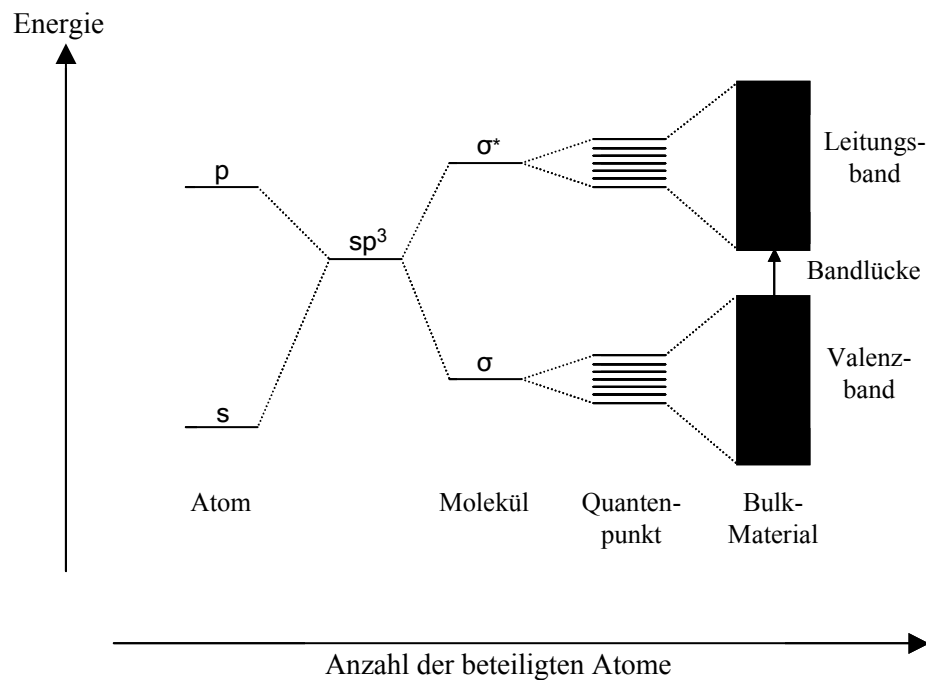 Energie
p
s
sp³
σ*
σ
Leitungs-
band
Bandlücke
Valenz-
band
Atom
Molekül
Quanten-
punkt
Bulk-
Material
Anzahl der beteiligten Atome